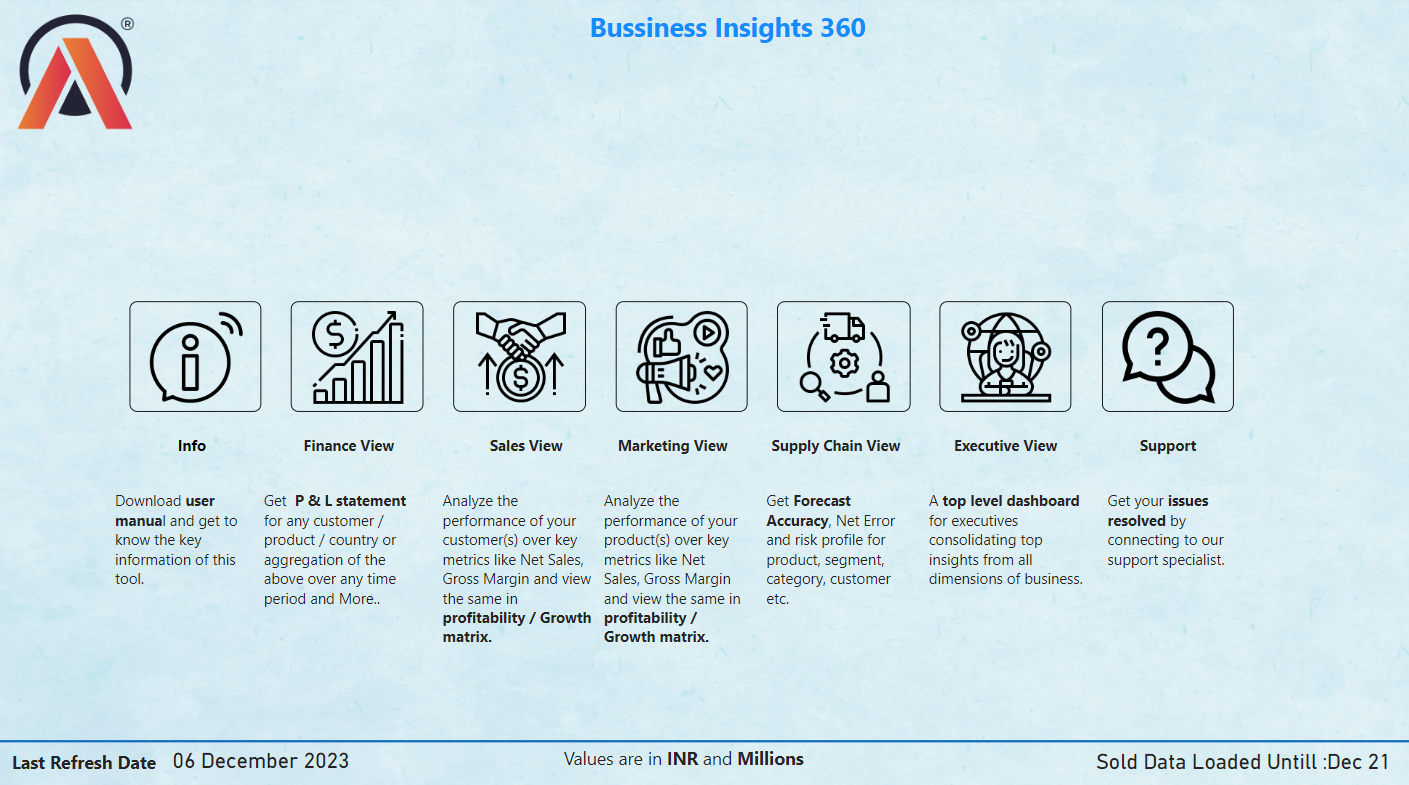 ®
Bussiness Insights 360
Info
Finance View
Sales View
Marketing View
Supply Chain View
Executive View
Support
Download user
manual and get to
know the key
information of this
tool.
Get P & L statement
for any customer /
product / country or
aggregation of the
above over any time
period and More..
Analyze the
performance of your
customer(s) over key
metrics like Net Sales,
Gross Margin and view
the same in
profitability / Growth
matrix.
Analyze the
performance of your
product(s) over key
metrics like Net
Sales, Gross Margin
and view the same in
profitability /
Growth matrix.
Get Forecast
Accuracy, Net Error
and risk profile for
product, segment,
category, customer
etc.
A top level dashboard
for executives
consolidating top
insights from all
dimensions of business.
Get your issues
resolved by
connecting to our
support specialist.
Last Refresh Date 06 December 2023
Values are in INR and Millions
Sold Data Loaded Untill :Dec 21